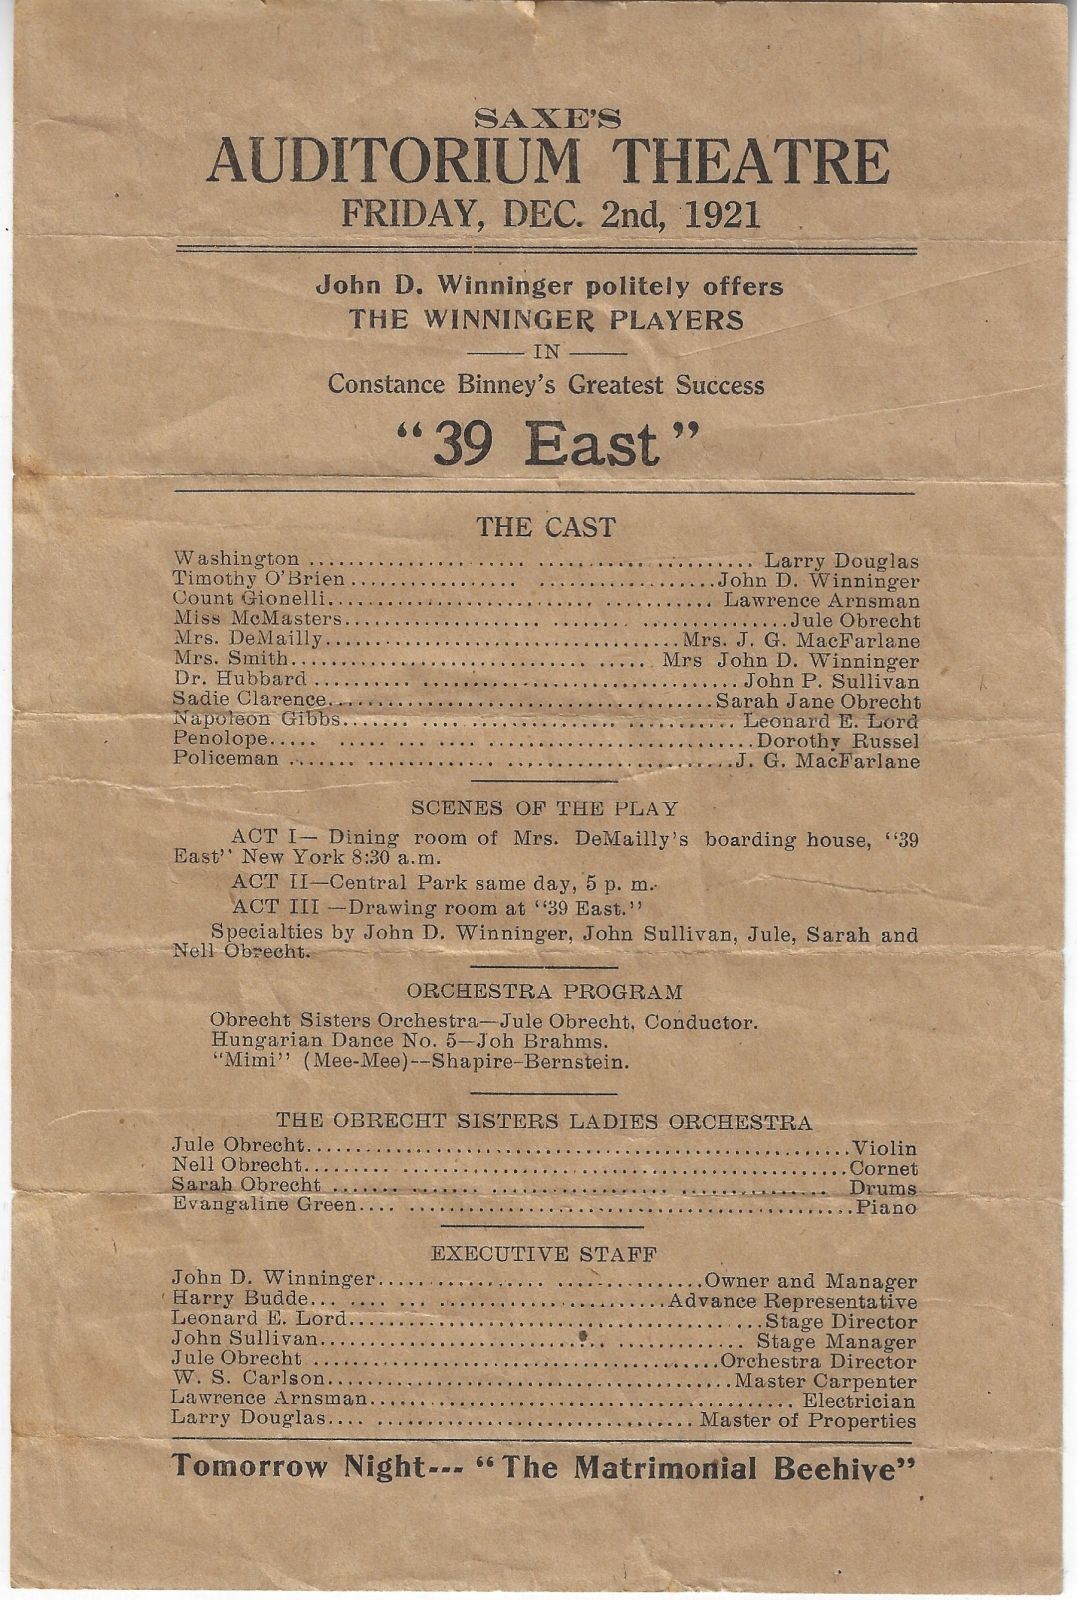 SAXE'S
AUDITORIUM THEATRE
FRIDAY, DEC. 2nd, 1921
John D. Winninger politely offers
THE WINNINGER PLAYERS
— IN —
Constance Binney's Greatest Success
"39 East"
THE CAST
Washington .......... Larry Douglas
Timothy O'Brien .......... John D. Winninger
Count Gionelli .......... Lawrence Arnsman
Miss McMasters .......... Jule Obrecht
Mrs. DeMailly .......... Mrs. J. G. MacFarlane
Mrs. Smith .......... Mrs John D. Winninger
Dr. Hubbard .......... John P. Sullivan
Sadie Clarence .......... Sarah Jane Obrecht
Napoleon Gibbs .......... Leonard E. Lord
Penolope .......... Dorothy Russel
Policeman .......... J. G. MacFarlane
SCENES OF THE PLAY
ACT I— Dining room of Mrs. DeMailly's boarding house, "39
East" New York 8:30 a.m.
ACT II—Central Park same day, 5 p. m.
ACT III —Drawing room at "39 East."
Specialties by John D. Winninger, John Sullivan, Jule, Sarah and
Nell Obrecht.
ORCHESTRA PROGRAM
Obrecht Sisters Orchestra—Jule Obrecht, Conductor.
Hungarian Dance No. 5—Joh Brahms.
"Mimi" (Mee-Mee)--Shapire-Bernstein.
THE OBRECHT SISTERS LADIES ORCHESTRA
Jule Obrecht .......... Violin
Nell Obrecht .......... Cornet
Sarah Obrecht .......... Drums
Evangaline Green .......... Piano
EXECUTIVE STAFF
John D. Winninger .......... Owner and Manager
Harry Budde .......... Advance Representative
Leonard E. Lord .......... Stage Director
John Sullivan .......... Stage Manager
Jule Obrecht .......... Orchestra Director
W. S. Carlson .......... Master Carpenter
Lawrence Arnsman .......... Electrician
Larry Douglas .......... Master of Properties
Tomorrow Night--- "The Matrimonial Beehive"